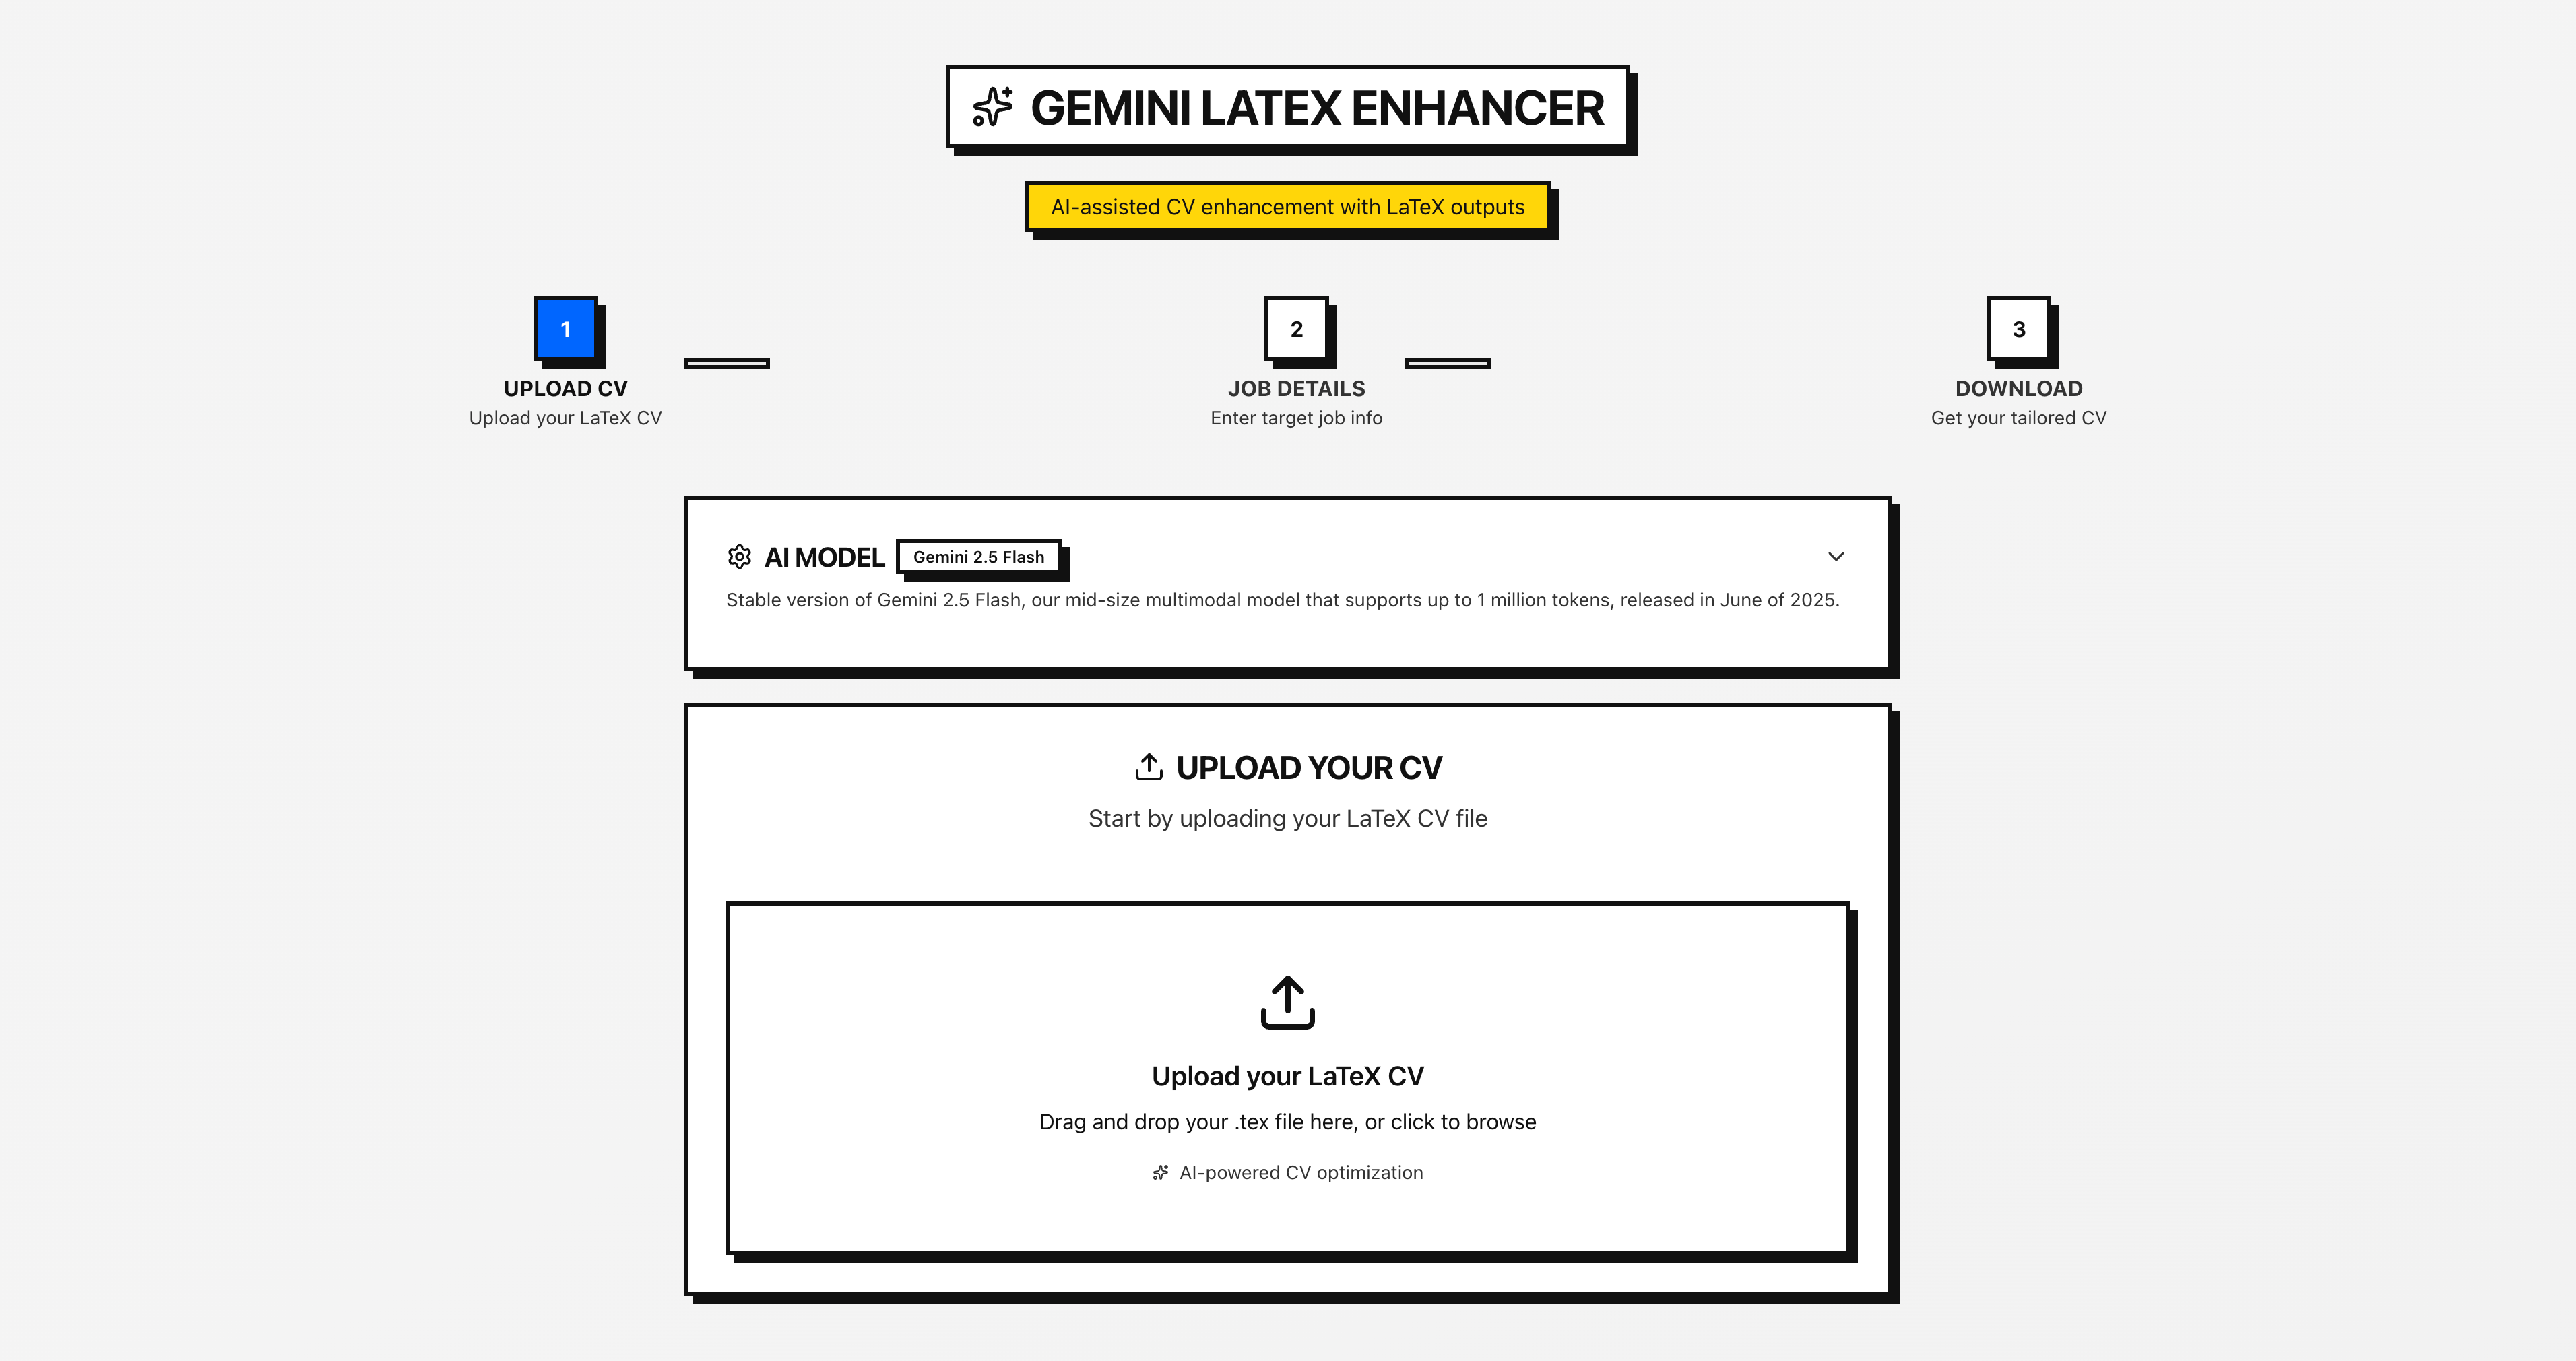 GEMINI LATEX ENHANCER
AI-assisted CV enhancement with LaTeX outputs
1
UPLOAD CV
Upload your LaTeX CV
2
JOB DETAILS
Enter target job info
3
DOWNLOAD
Get your tailored CV
AI MODEL
Gemini 2.5 Flash
Stable version of Gemini 2.5 Flash, our mid-size multimodal model that supports up to 1 million tokens, released in June of 2025.
UPLOAD YOUR CV
Start by uploading your LaTeX CV file
Upload your LaTeX CV
Drag and drop your .tex file here, or click to browse
AI-powered CV optimization